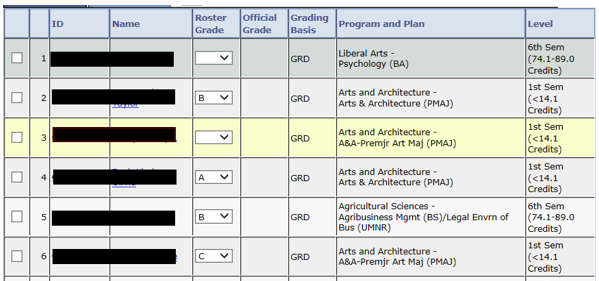 ID Name Roster Grade Official Grade Grading Basis Program and Plan Level
1 GRD Liberal Arts - 6th Sem
Psychology (BA) (74.1-89.0
Credits)
2 B GRD Arts and Architecture - 1st Sem
Arts & Architecture (PMAJ) (<14.1
Credits)
3 GRD Arts and Architecture - 1st Sem
A&A-Premjr Art Maj (PMAJ) (<14.1
Credits)
4 A GRD Arts and Architecture - 1st Sem
Arts & Architecture (PMAJ) (<14.1
Credits)
5 B GRD Agricultural Sciences - 6th Sem
Agribusiness Mgmt (BS)/Legal Envrn of (74.1-89.0
Bus (UMNR) Credits)
6 C GRD Arts and Architecture - 1st Sem
A&A-Premjr Art Maj (PMAJ) (<14.1
Credits)